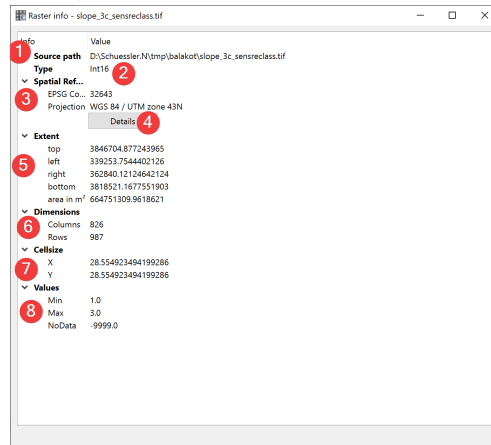 Raster info - slope_3c_sensreclass.tif
Info Value
1 Source path D:\Schuessler.N\tmp\balakot\slope_3c_sensreclass.tif
Type Int16 2
Spatial Ref...
3 EPSG Co... 32643
Projection WGS 84 / UTM zone 43N
Details 4
Extent
top 3846704.877243965
5 left 339253.7544402126
right 362840.12124642124
bottom 3818521.1677551903
area in m² 664751309.9618621
Dimensions
6 Columns 826
Rows 987
Cellsize
7 X 28.554923494199286
Y 28.554923494199286
Values
8 Min 1.0
Max 3.0
NoData -9999.0